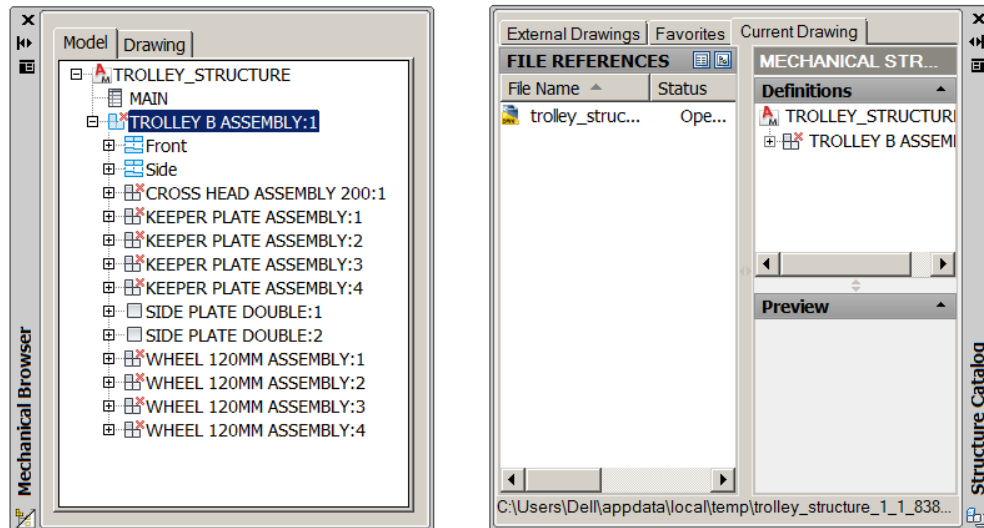 Model Drawing
TROLLEY_STRUCTURE
MAIN
TROLLEY B ASSEMBLY:1
Front
Side
CROSS HEAD ASSEMBLY 200:1
KEEPER PLATE ASSEMBLY:1
KEEPER PLATE ASSEMBLY:2
KEEPER PLATE ASSEMBLY:3
KEEPER PLATE ASSEMBLY:4
SIDE PLATE DOUBLE:1
SIDE PLATE DOUBLE:2
WHEEL 120MM ASSEMBLY:1
WHEEL 120MM ASSEMBLY:2
WHEEL 120MM ASSEMBLY:3
WHEEL 120MM ASSEMBLY:4
Mechanical Browser
External Drawings Favorites Current Drawing
FILE REFERENCES
File Name Status
trolley_struc... Ope...
MECHANICAL STR...
Definitions
TROLLEY_STRUCTURI
TROLLEY B ASSEMI
Preview
C:\Users\Dell\appdata\local\temp\trolley_structure_1_1_838...
Structure Catalog